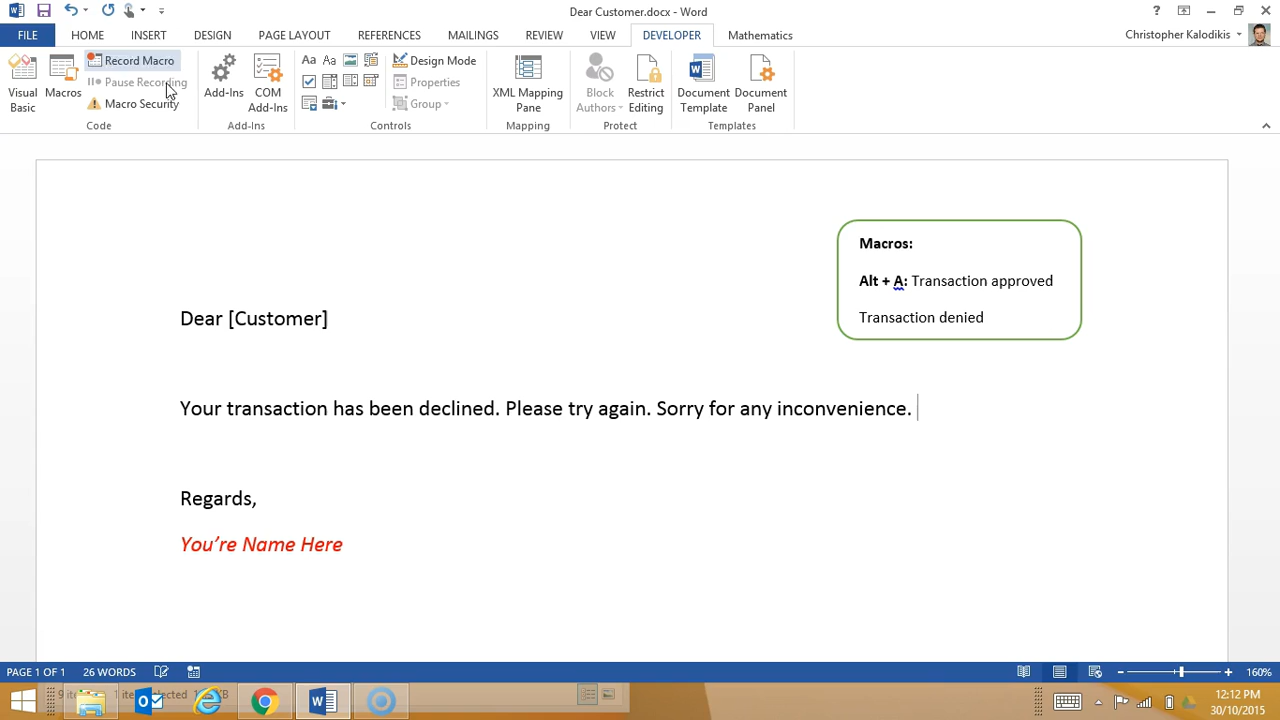 Dear Customer.docx - Word
FILE HOME INSERT DESIGN PAGE LAYOUT REFERENCES MAILINGS REVIEW VIEW DEVELOPER Mathematics
Christopher Kalodikis
Visual Basic
Macros
Record Macro
Pause Recording
Macro Security
Code
Add-Ins
COM Add-Ins
Add-Ins
Aa Aa
Design Mode
Properties
Group
Controls
XML Mapping Pane
Mapping
Block Authors
Restrict Editing
Protect
Document Template
Document Panel
Templates
Macros:
Alt + A: Transaction approved
Transaction denied
Dear [Customer]
Your transaction has been declined. Please try again. Sorry for any inconvenience.
Regards,
You’re Name Here
PAGE 1 OF 1 26 WORDS
160%
12:12 PM
30/10/2015